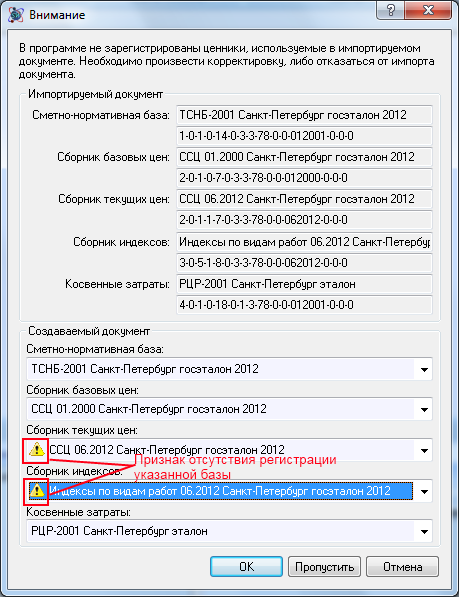 Внимание
В программе не зарегистрированы ценники, используемые в импортируемом
документе. Необходимо произвести корректировку, либо отказаться от импорта
документа.
Импортируемый документ
Сметно-нормативная база: ТСНБ-2001 Санкт-Петербург госэталон 2012
1-0-1-0-14-0-3-3-78-0-0-012001-0-0-0
Сборник базовых цен: ССЦ 01.2000 Санкт-Петербург госэталон 2012
2-0-1-0-7-0-3-3-78-0-0-012000-0-0-0
Сборник текущих цен: ССЦ 06.2012 Санкт-Петербург госэталон 2012
2-0-1-1-7-0-3-3-78-0-0-062012-0-0-0
Сборник индексов: Индексы по видам работ 06.2012 Санкт-Петербур
3-0-5-1-8-0-3-3-78-0-0-062012-0-0-0
Косвенные затраты: РЦР-2001 Санкт-Петербург эталон
4-0-1-0-18-0-1-3-78-0-0-012001-0-0-0
Создаваемый документ
Сметно-нормативная база:
ТСНБ-2001 Санкт-Петербург госэталон 2012
Сборник базовых цен:
ССЦ 01.2000 Санкт-Петербург госэталон 2012
Сборник текущих цен:
ССЦ 06.2012 Санкт-Петербург госэталон 2012
Признак отсутствия регистрации
указанной базы
Сборник индексов:
Индексы по видам работ 06.2012 Санкт-Петербург госэталон 2012
Косвенные затраты:
РЦР-2001 Санкт-Петербург эталон
OK Пропустить Отмена